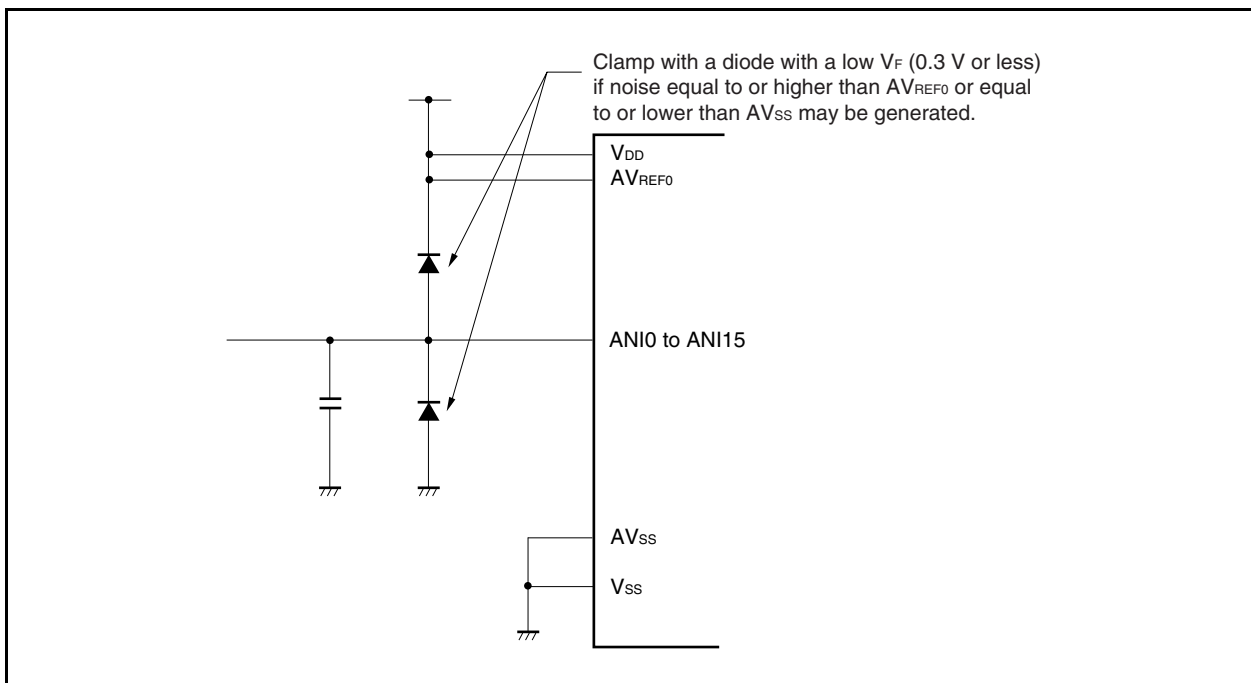 Clamp with a diode with a low VF (0.3 V or less)
if noise equal to or higher than AVREF0 or equal
to or lower than AVSS may be generated.
VDD
AVREF0
ANI0 to ANI15
AVSS
VSS